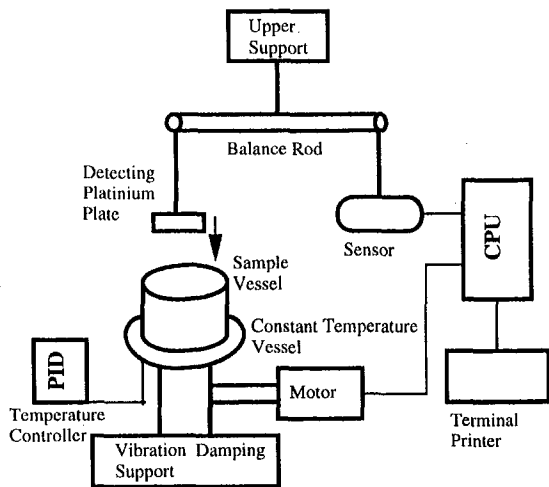 Upper
Support
Balance Rod
Detecting
Platinium
Plate
Sensor
CPU
Sample
Vessel
Constant Temperature
Vessel
PID
Motor
Temperature
Controller
Terminal
Printer
Vibration Damping
Support